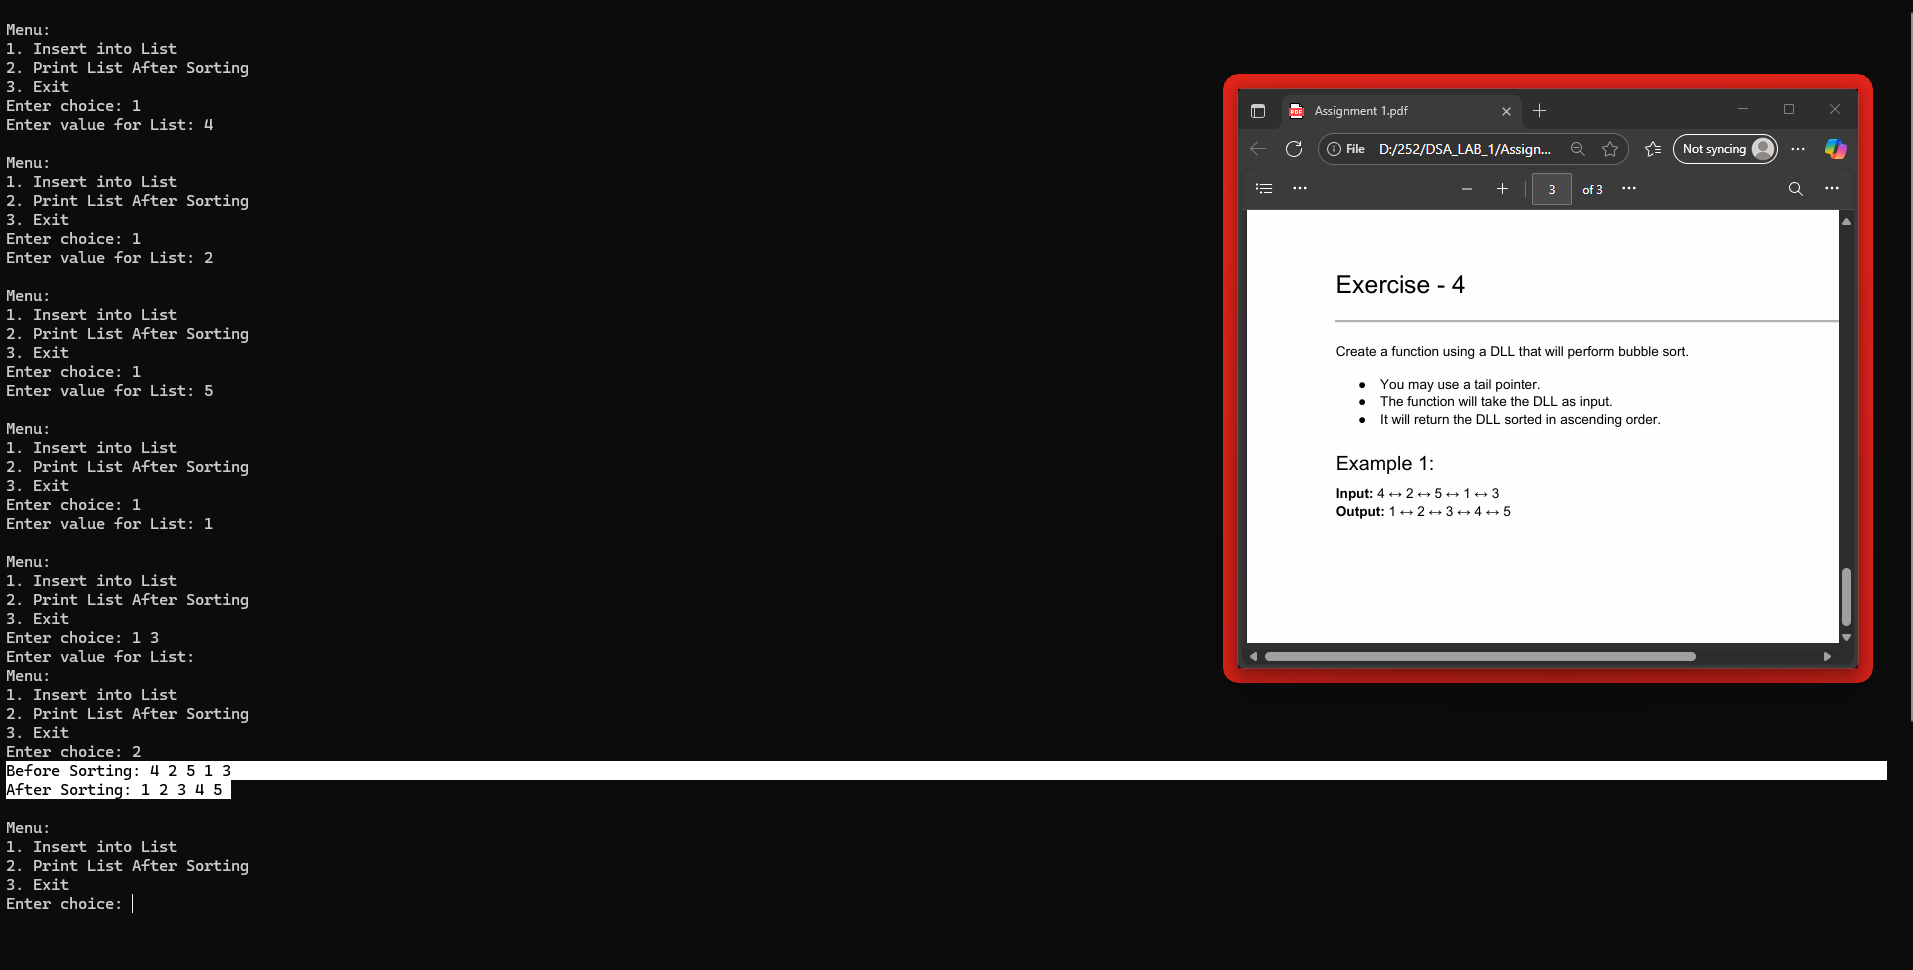 Menu:
1. Insert into List
2. Print List After Sorting
3. Exit
Enter choice: 1
Enter value for List: 4
Menu:
1. Insert into List
2. Print List After Sorting
3. Exit
Enter choice: 1
Enter value for List: 2
Menu:
1. Insert into List
2. Print List After Sorting
3. Exit
Enter choice: 1
Enter value for List: 5
Menu:
1. Insert into List
2. Print List After Sorting
3. Exit
Enter choice: 1
Enter value for List: 1
Menu:
1. Insert into List
2. Print List After Sorting
3. Exit
Enter choice: 1 3
Enter value for List:
Menu:
1. Insert into List
2. Print List After Sorting
3. Exit
Enter choice: 2
Before Sorting: 4 2 5 1 3
After Sorting: 1 2 3 4 5
Menu:
1. Insert into List
2. Print List After Sorting
3. Exit
Enter choice:
PDF Assignment 1.pdf
File D:/252/DSA_LAB_1/Assign... Not syncing
3 of 3
Exercise - 4
Create a function using a DLL that will perform bubble sort.
● You may use a tail pointer.
● The function will take the DLL as input.
● It will return the DLL sorted in ascending order.
Example 1:
Input: 4 ↔ 2 ↔ 5 ↔ 1 ↔ 3
Output: 1 ↔ 2 ↔ 3 ↔ 4 ↔ 5